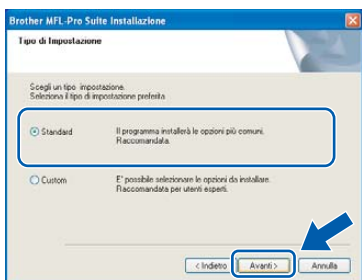 Brother MFL-Pro Suite Installazione
Tipo di Impostazione
Scegli un tipo impostazione.
Seleziona il tipo di impostazione preferita
Standard
Il programma installerà le opzioni più comuni.
Raccomandata.
Custom
E' possibile selezionare le opzioni da installare.
Raccomandata per utenti esperti.
< Indietro
Avanti >
Annulla